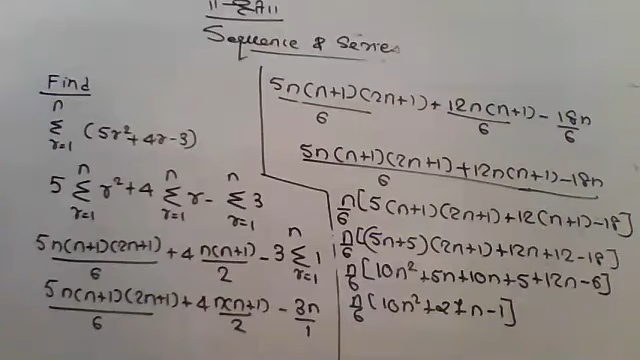 11-ΣA11
Sequence & Series
Find
n
Σ (5r²+4r-3)
r=1
n n n
5 Σ r² + 4 Σ r - Σ 3
r=1 r=1 r=1
5n(n+1)(2n+1)/6 + 4 n(n+1)/2 - 3 Σ 1
n
r=1
5n(n+1)(2n+1)/6 + 4 n(n+1)/2 - 3n/1
5n(n+1)(2n+1)/6 + 12n(n+1)/6 - 18n/6
5n(n+1)(2n+1)+12n(n+1)-18n/6
n/6[5(n+1)(2n+1)+12(n+1)-18]
n/6[(5n+5)(2n+1)+12n+12-18]
n/6[10n²+5n+10n+5+12n-6]
n/6[10n²+27n-1]